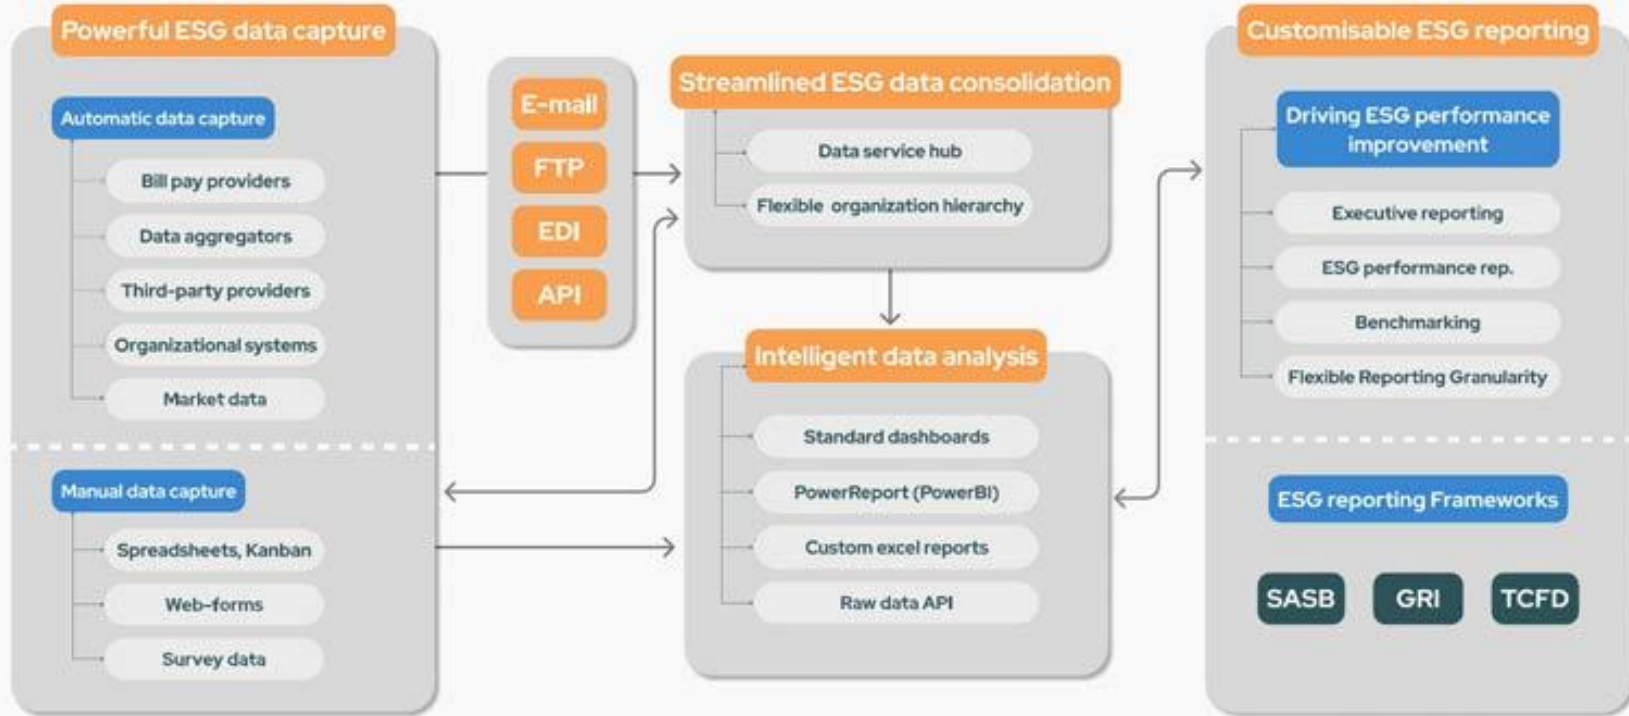 Powerful ESG data capture
Automatic data capture
Bill pay providers
Data aggregators
Third-party providers
Organizational systems
Market data
Manual data capture
Spreadsheets, Kanban
Web-forms
Survey data
E-mail
FTP
EDI
API
Streamlined ESG data consolidation
Data service hub
Flexible organization hierarchy
Intelligent data analysis
Standard dashboards
PowerReport (PowerBI)
Custom excel reports
Raw data API
Customisable ESG reporting
Driving ESG performance
improvement
Executive reporting
ESG performance rep.
Benchmarking
Flexible Reporting Granularity
ESG reporting Frameworks
SASB
GRI
TCFD